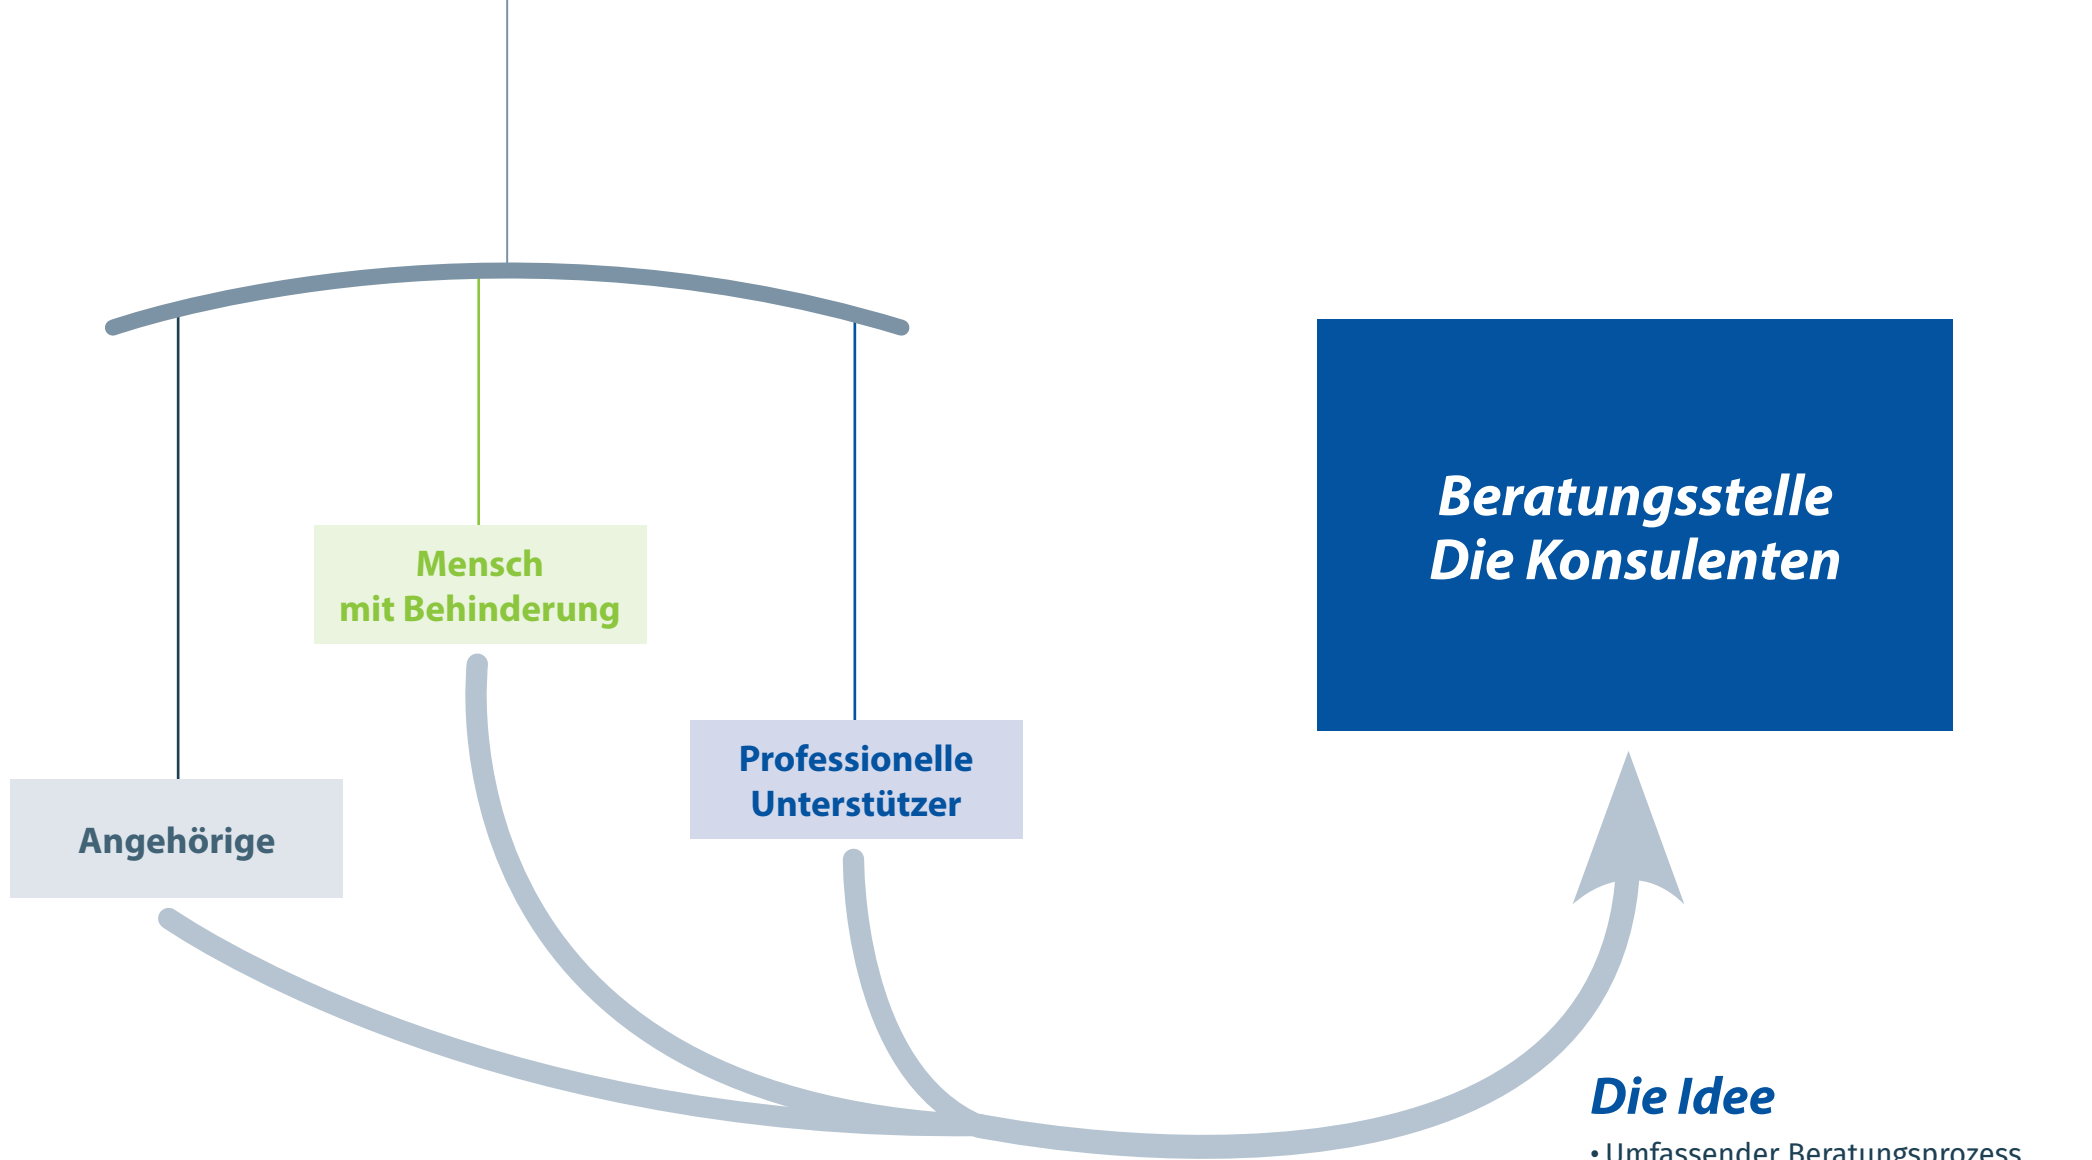 Mensch
mit Behinderung
Professionelle
Unterstützer
Angehörige
Beratungsstelle
Die Konsulenten
Die Idee
• Umfassender Beratungsprozess